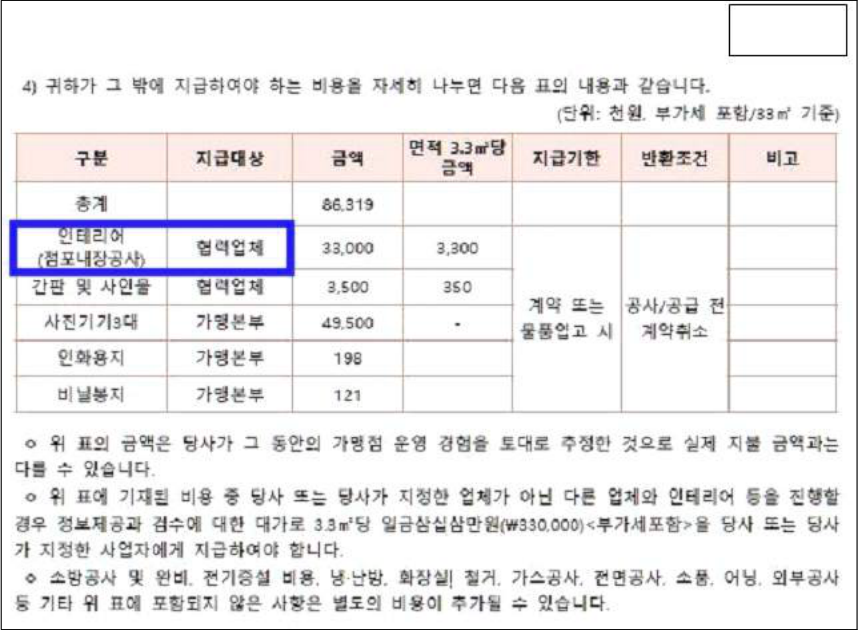 4) 귀하가 그 밖에 지급하여야 하는 비용을 자세히 나누면 다음 표의 내용과 같습니다.
(단위: 천원, 부가세 포함/33㎡ 기준)
구분 지급대상 금액 면적 3.3㎡당 금액 지급기한 반환조건 비고
총계 86,319
인테리어 (점포내장공사) 협력업체 33,000 3,300
간판 및 사인물 협력업체 3,500 350
계약 또는 물품입고 시 공사/공급 전 계약취소
사진기기3대 가맹본부 49,500 -
인화용지 가맹본부 198
비닐봉지 가맹본부 121
ㅇ 위 표의 금액은 당사가 그 동안의 가맹점 운영 경험을 토대로 추정한 것으로 실제 지불 금액과는
다를 수 있습니다.
ㅇ 위 표에 기재된 비용 중 당사 또는 당사가 지정한 업체가 아닌 다른 업체와 인테리어 등을 진행할
경우 정보제공과 검수에 대한 대가로 3.3㎡당 일금삼십삼만원(₩330,000)<부가세포함>을 당사 또는 당사
가 지정한 사업자에게 지급하여야 합니다.
ㅇ 소방공사 및 완비, 전기증설 비용, 냉·난방, 화장실, 철거, 가스공사, 전면공사, 소품, 어닝, 외부공사
등 기타 위 표에 포함되지 않은 사항은 별도의 비용이 추가될 수 있습니다.